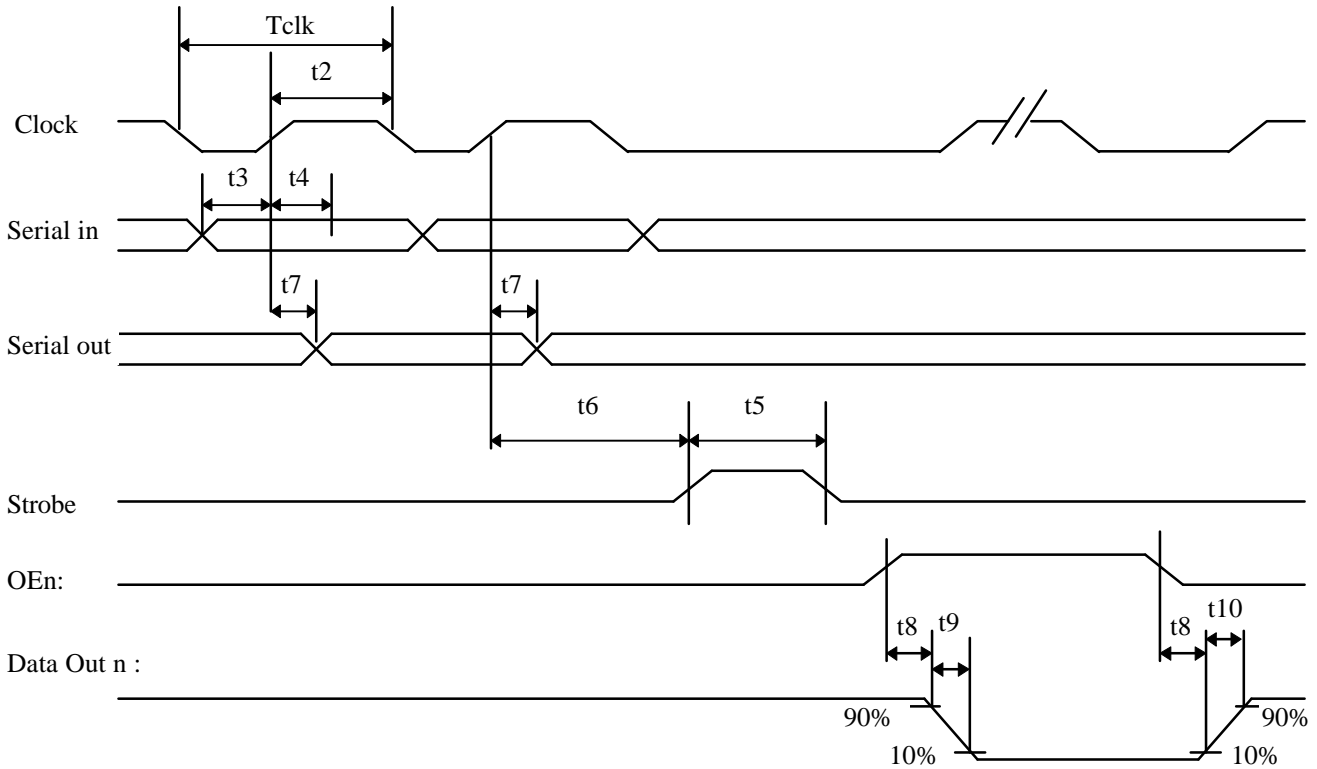 Tclk
t2
Clock
t3 t4
Serial in
t7 t7
Serial out
t6 t5
Strobe
OEn:
t8 t9 t8 t10
Data Out n :
90% 90%
10% 10%